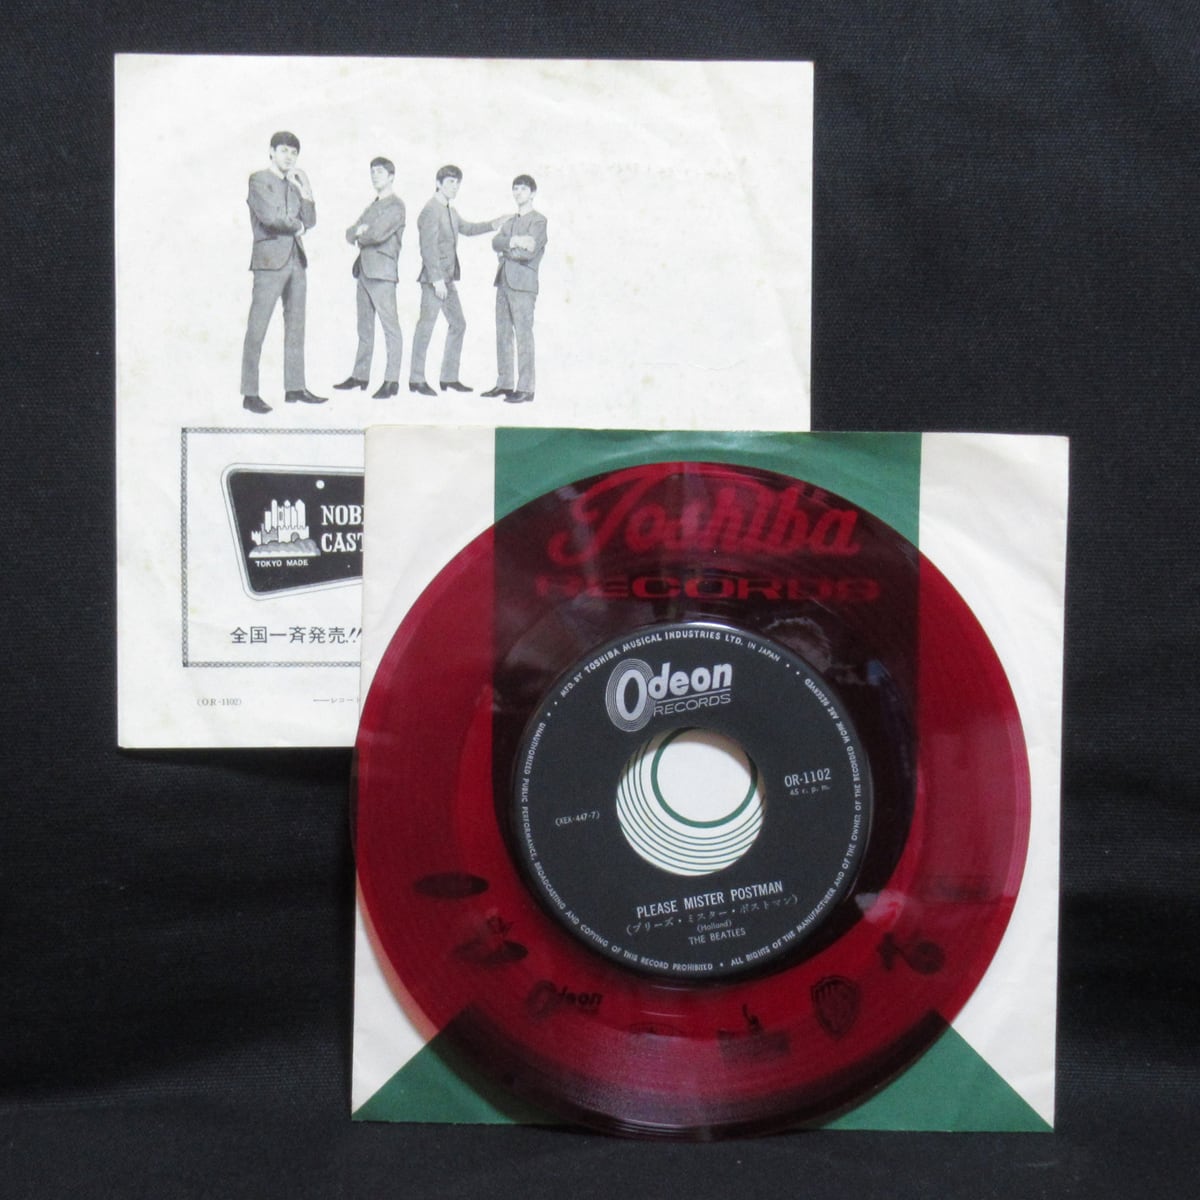 NOB
CAST
TOKYO MADE
全国一斉発売!!
(OR-1102)
Toshiba
RECORDS
MFD. BY TOSHIBA MUSICAL INDUSTRIES LTD. IN JAPAN
Odeon
RECORDS
OR-1102
45 r. p. m.
(XEX-447-7)
PLEASE MISTER POSTMAN
(プリーズ・ミスター・ポストマン)
(Holland)
THE BEATLES
UNAUTHORIZED PUBLIC PERFORMANCE, BROADCASTING AND COPYING OF THIS RECORD PROHIBITED • ALL RIGHTS OF THE MANUFACTURER AND OF THE OWNER OF THE RECORDED WORK ARE RESERVED
Odeon